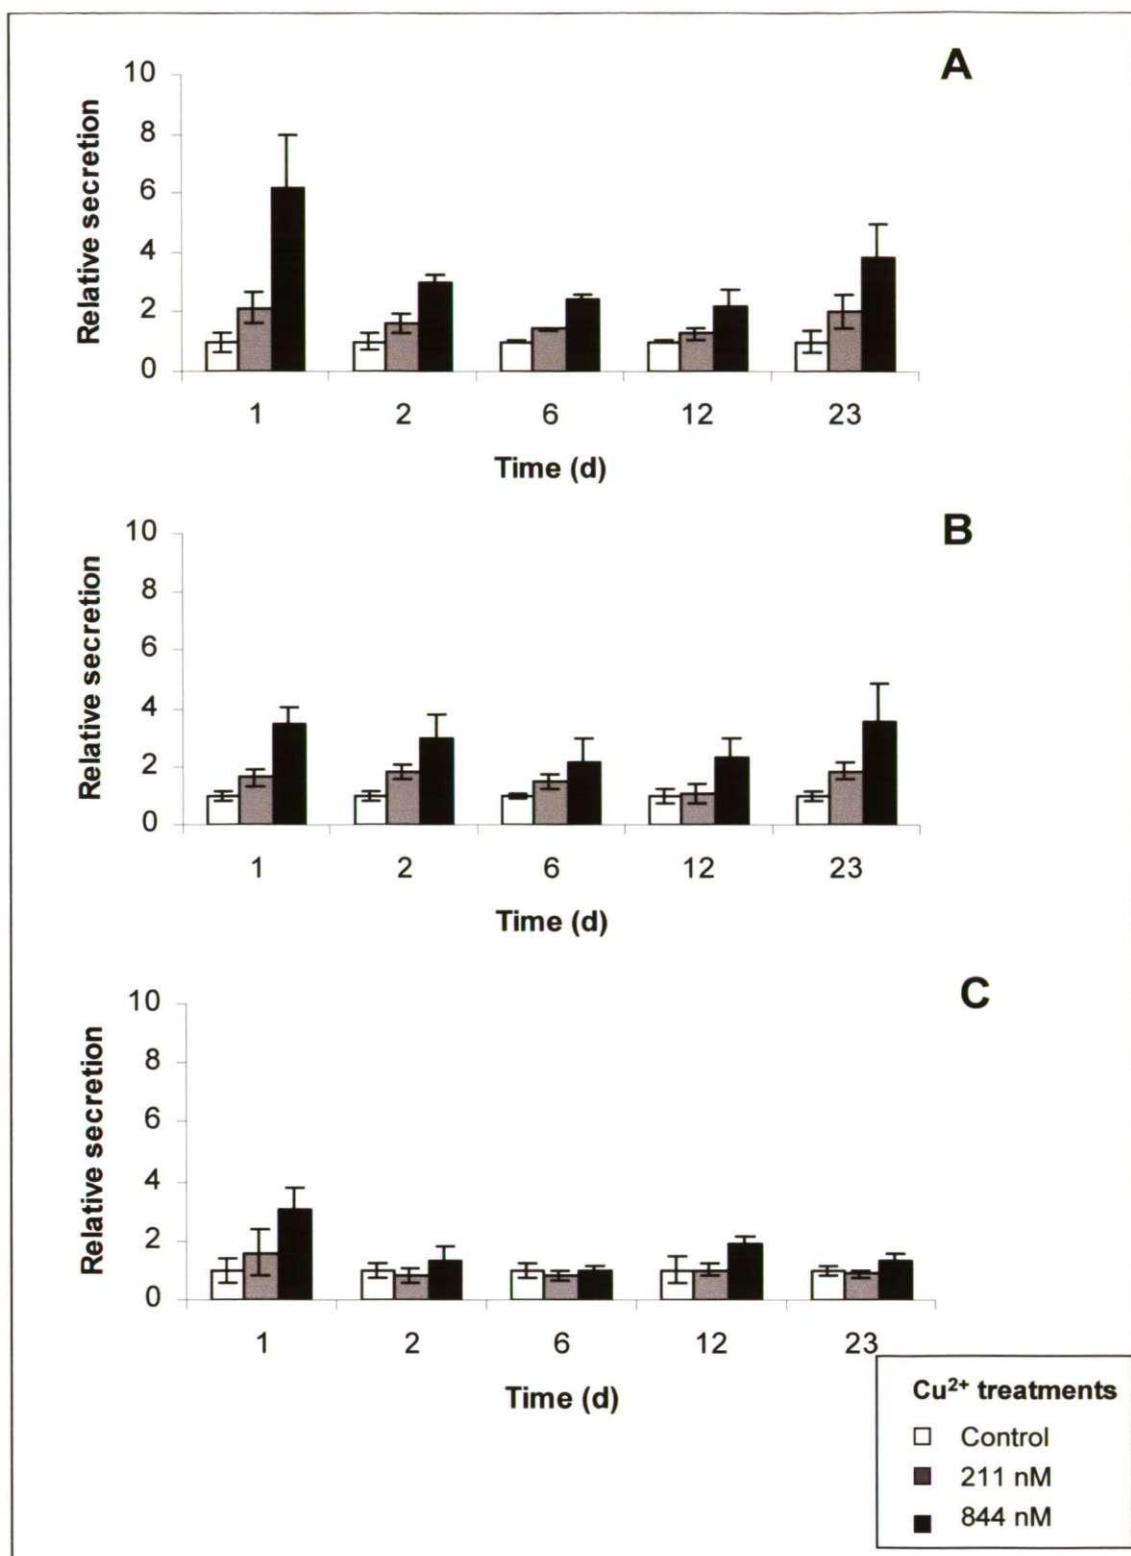 A
10
8
6
4
2
0
Relative secretion
1 2 6 12 23
Time (d)
B
10
8
6
4
2
0
Relative secretion
1 2 6 12 23
Time (d)
C
10
8
6
4
2
0
Relative secretion
1 2 6 12 23
Time (d)
Cu²⁺ treatments
Control
211 nM
844 nM